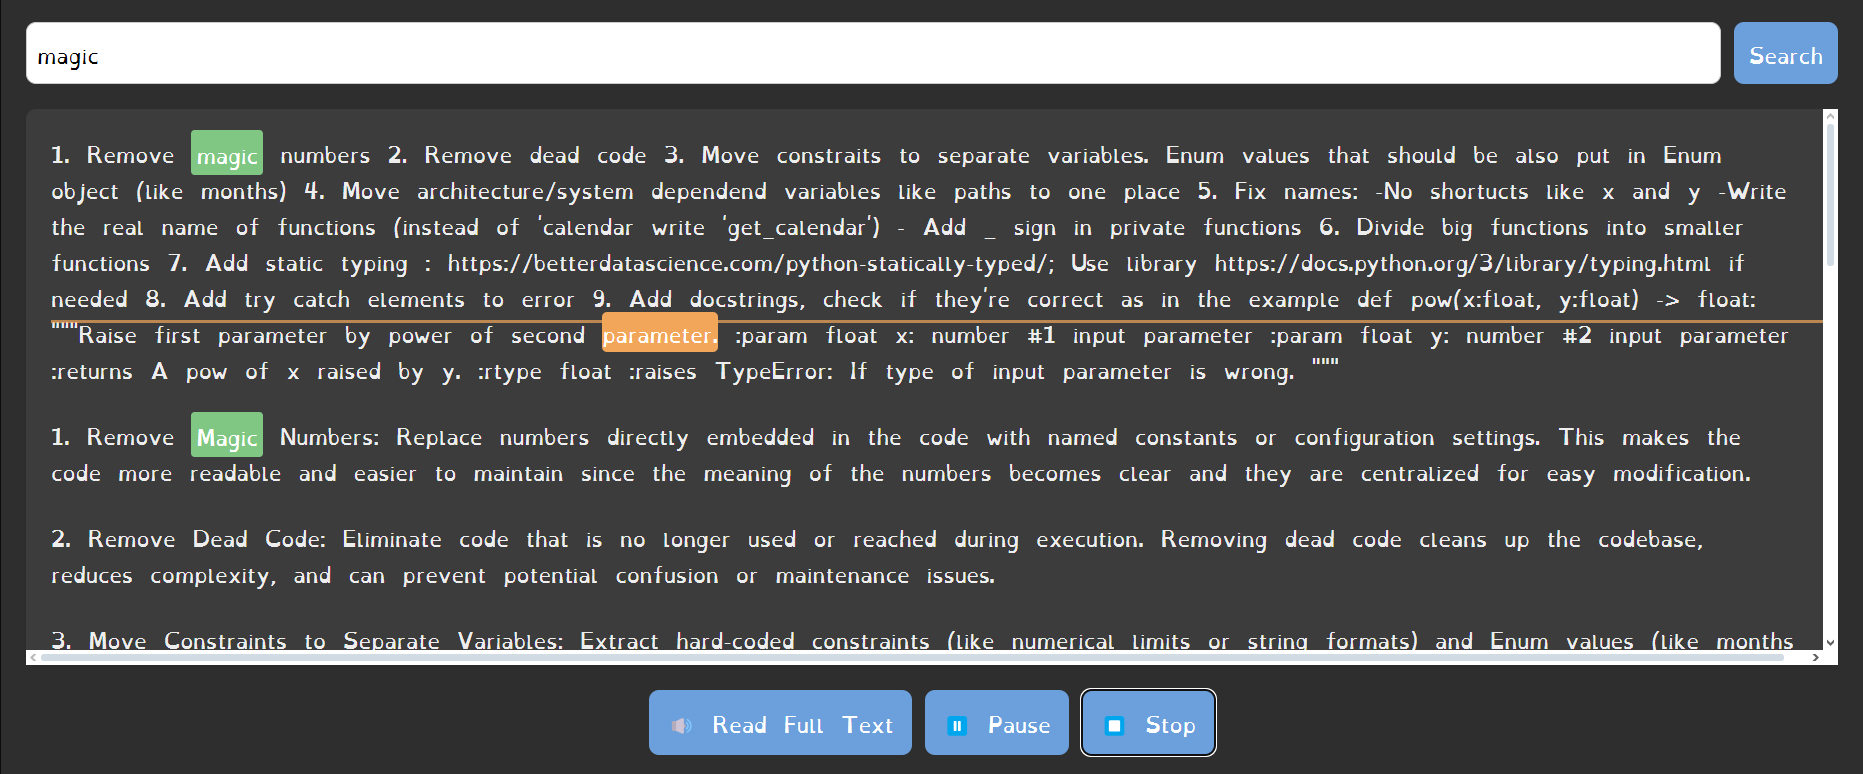 magic
Search
1. Remove magic numbers 2. Remove dead code 3. Move constraits to separate variables. Enum values that should be also put in Enum
object (like months) 4. Move architecture/system dependend variables like paths to one place 5. Fix names: -No shortucts like x and y -Write
the real name of functions (instead of 'calendar write 'get_calendar') - Add _ sign in private functions 6. Divide big functions into smaller
functions 7. Add static typing : https://betterdatascience.com/python-statically-typed/; Use library https://docs.python.org/3/library/typing.html if
needed 8. Add try catch elements to error 9. Add docstrings, check if they're correct as in the example def pow(x:float, y:float) -> float:
"""Raise first parameter by power of second parameter. :param float x: number #1 input parameter :param float y: number #2 input parameter
:returns A pow of x raised by y. :rtype float :raises TypeError: If type of input parameter is wrong. """
1. Remove Magic Numbers: Replace numbers directly embedded in the code with named constants or configuration settings. This makes the
code more readable and easier to maintain since the meaning of the numbers becomes clear and they are centralized for easy modification.
2. Remove Dead Code: Eliminate code that is no longer used or reached during execution. Removing dead code cleans up the codebase,
reduces complexity, and can prevent potential confusion or maintenance issues.
3. Move Constraints to Separate Variables: Extract hard-coded constraints (like numerical limits or string formats) and Enum values (like months
Read Full Text
Pause
Stop